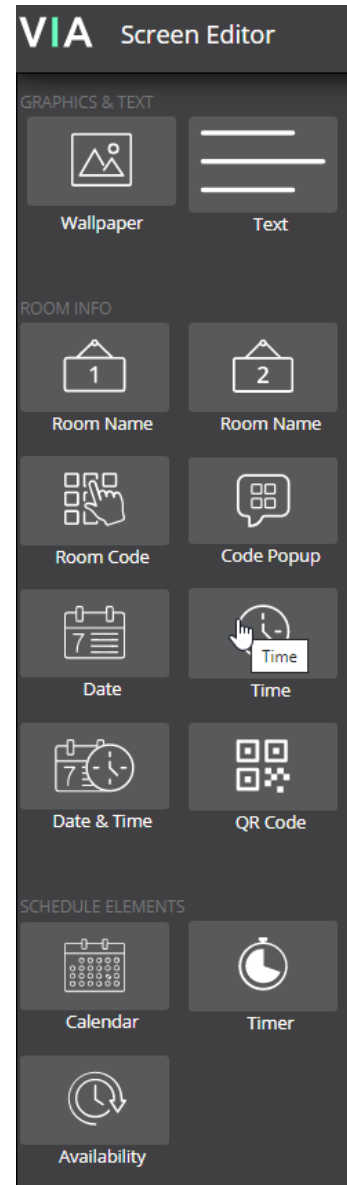 VIA Screen Editor
GRAPHICS & TEXT
Wallpaper Text
ROOM INFO
1 2
Room Name Room Name
Room Code Code Popup
7
Time
Date Time
7
Date & Time QR Code
SCHEDULE ELEMENTS
Calendar Timer
Availability